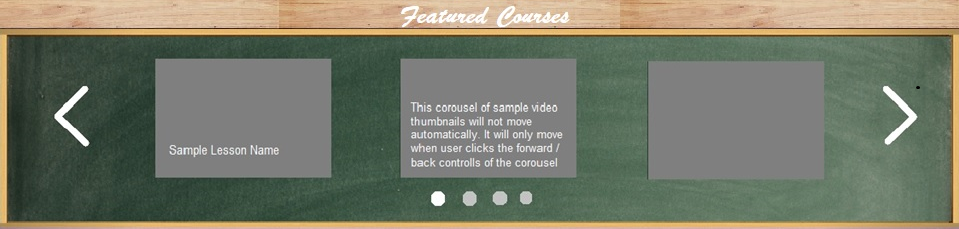 Featured Courses
Sample Lesson Name
This corousel of sample video
thumbnails will not move
automatically. It will only move
when user clicks the forward /
back controlls of the corousel